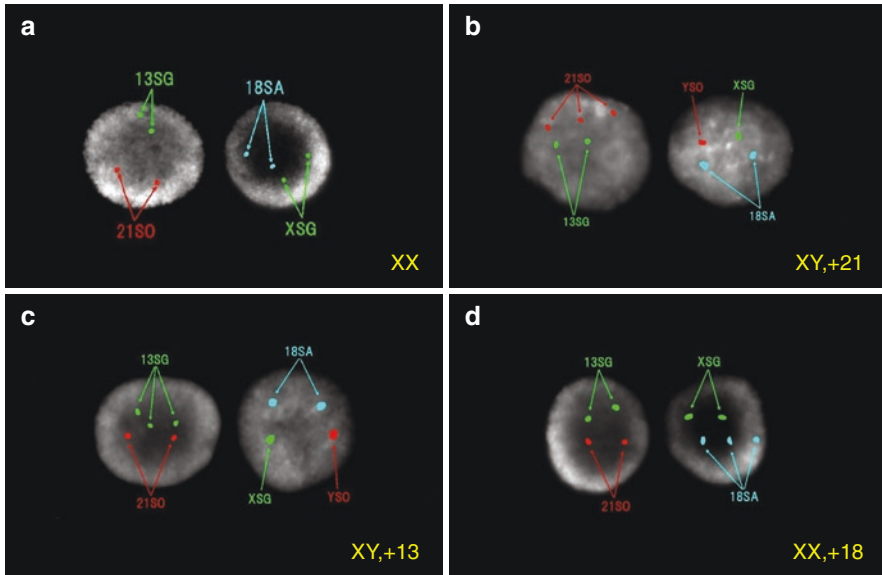 a
13SG
18SA
21SO
XSG
XX
b
21SO
YSO
XSG
13SG
18SA
XY,+21
c
13SG
18SA
21SO
XSG
YSO
XY,+13
d
13SG
XSG
21SO
18SA
XX,+18